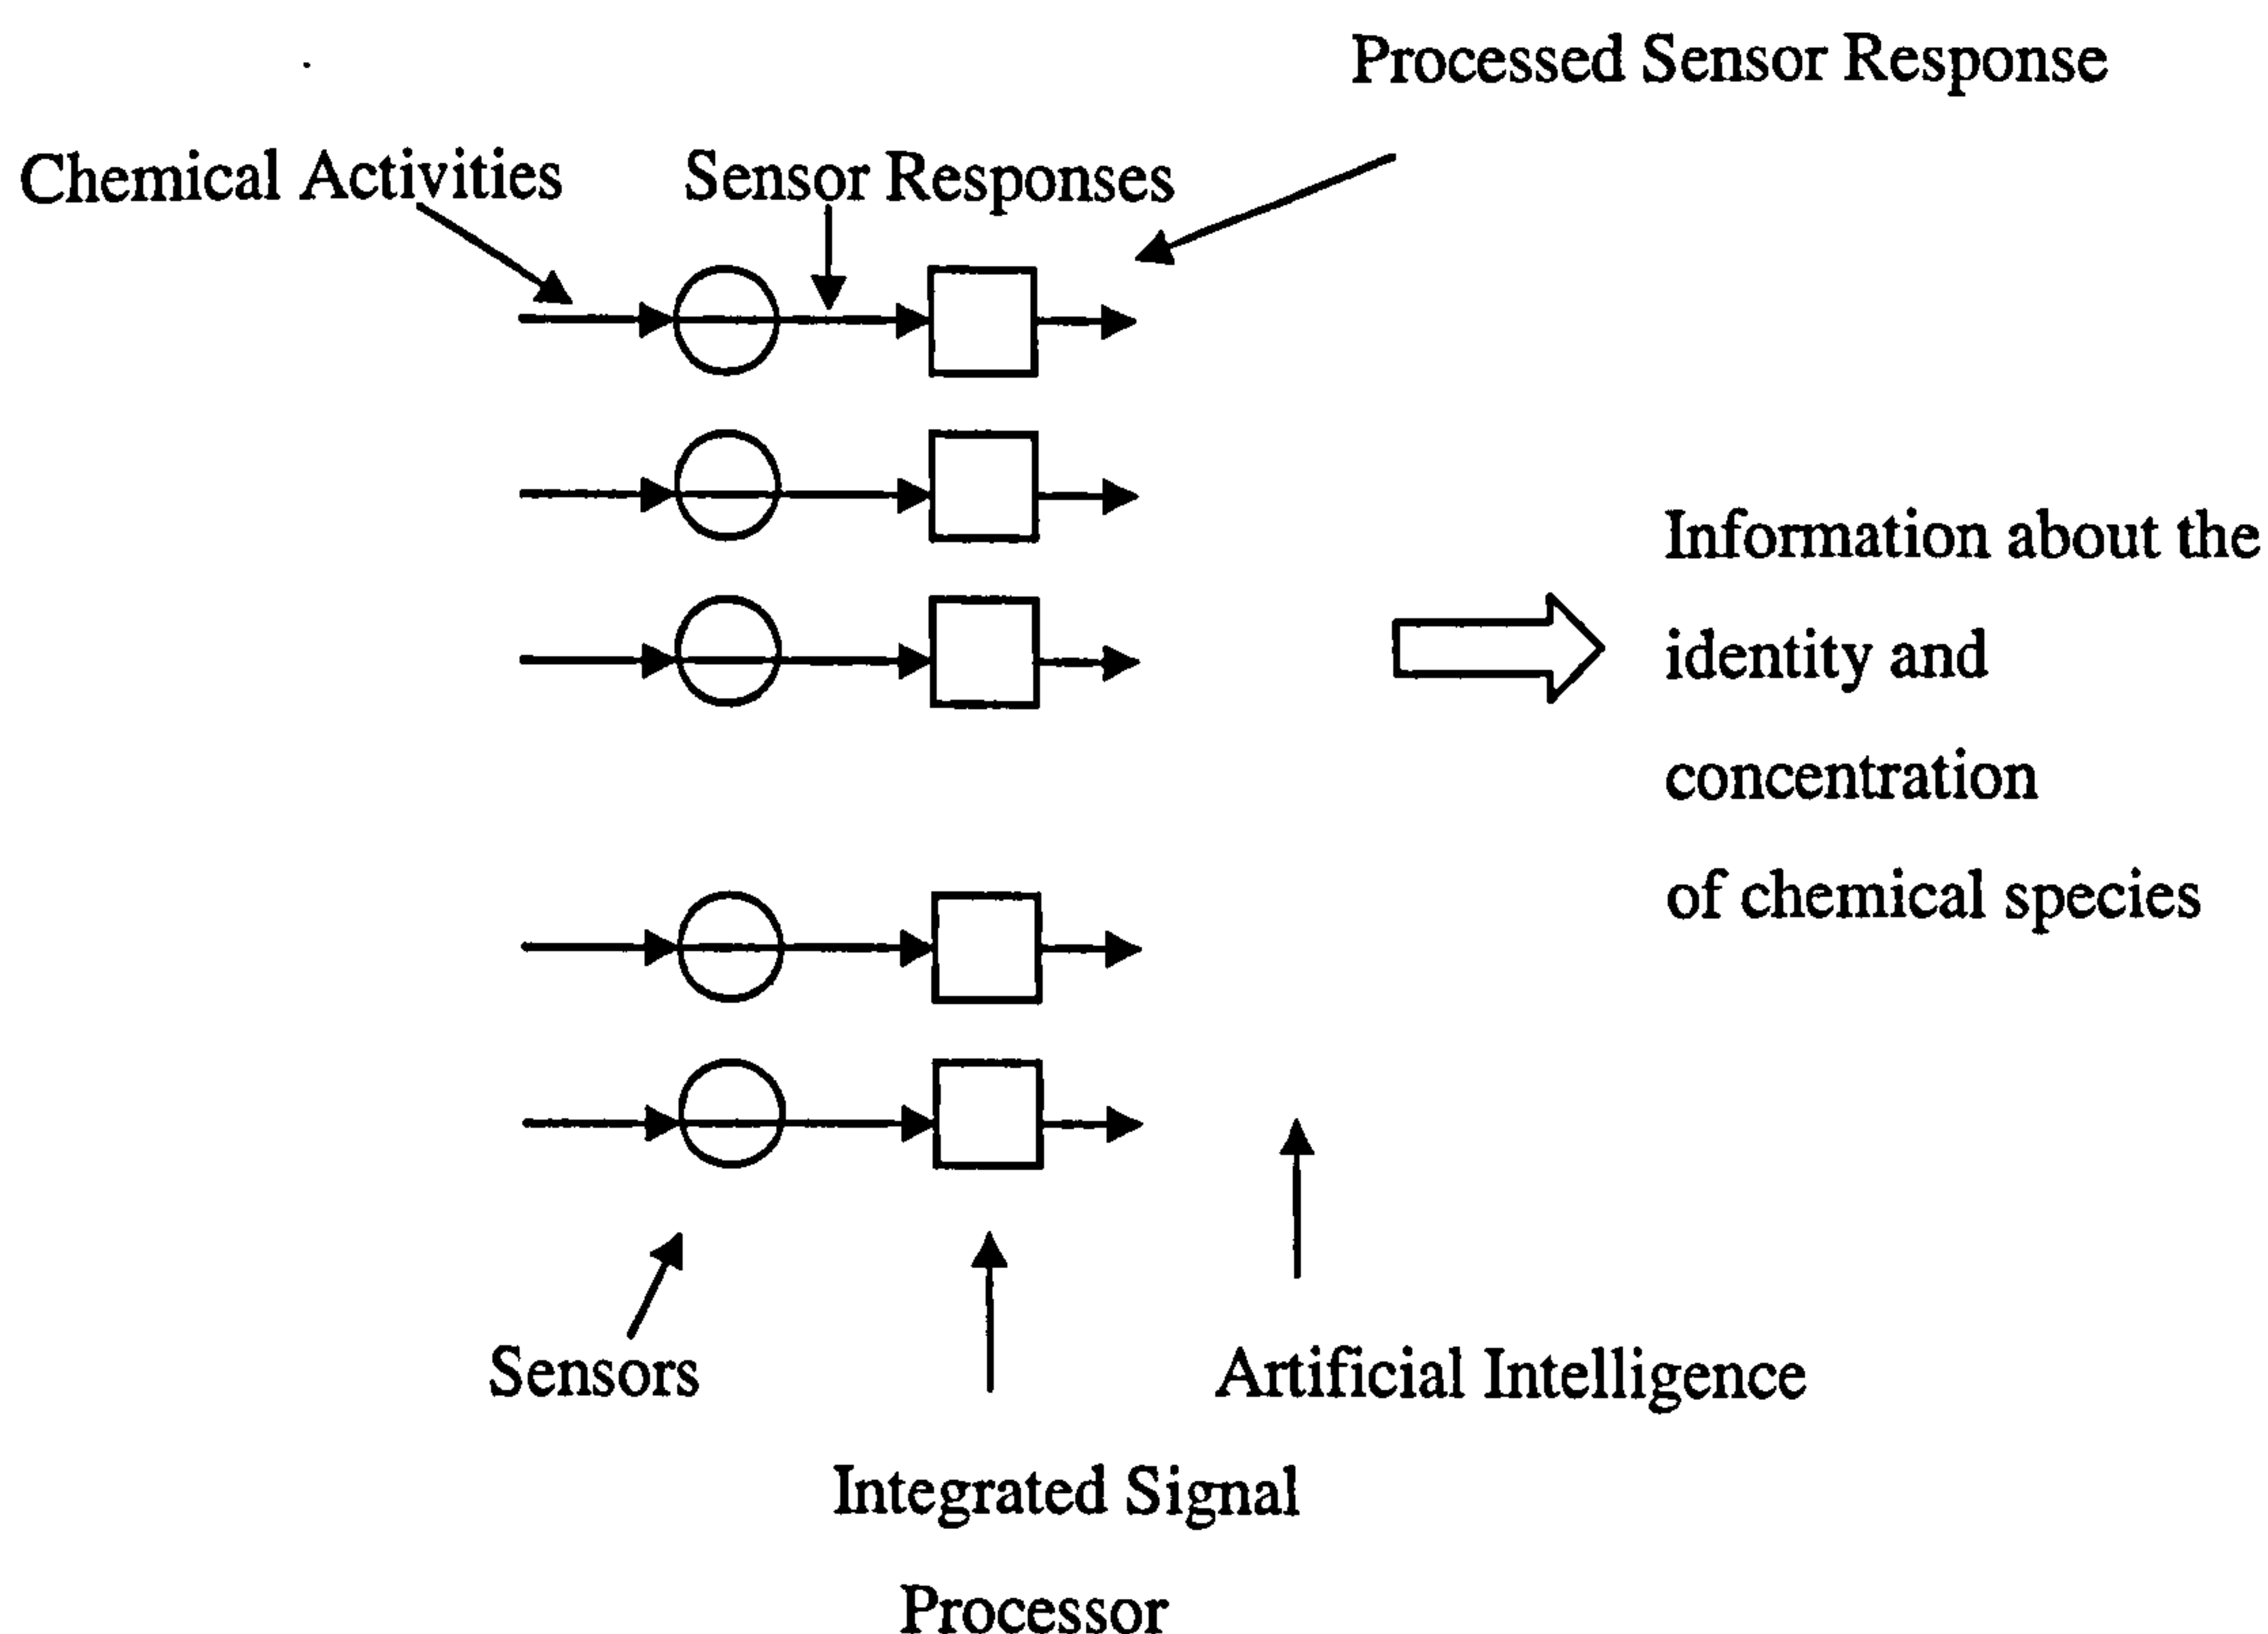 Processed Sensor Response
Chemical Activities
Sensor Responses
Information about the
identity and
concentration
of chemical species
Sensors
Artificial Intelligence
Integrated Signal
Processor